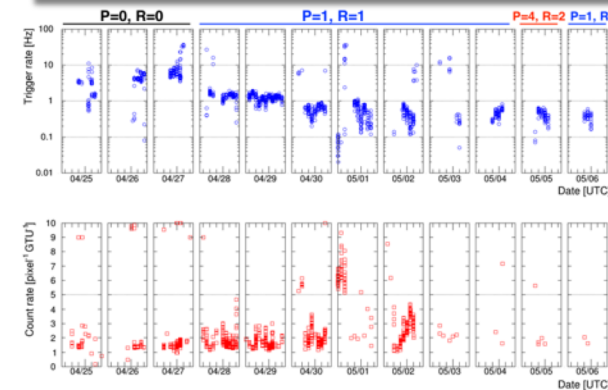 P=0, R=0 P=1, R=1 P=4, R=2 P=1, R
Trigger rate [Hz]
100
10
1
0.1
0.01
04/25 04/26 04/27 04/28 04/29 04/30 05/01 05/02 05/03 05/04 05/05 05/06
Date [UTC
Count rate [pixel⁻¹ GTU⁻¹]
10
9
8
7
6
5
4
3
2
1
0
04/25 04/26 04/27 04/28 04/29 04/30 05/01 05/02 05/03 05/04 05/05 05/06
Date [UTC